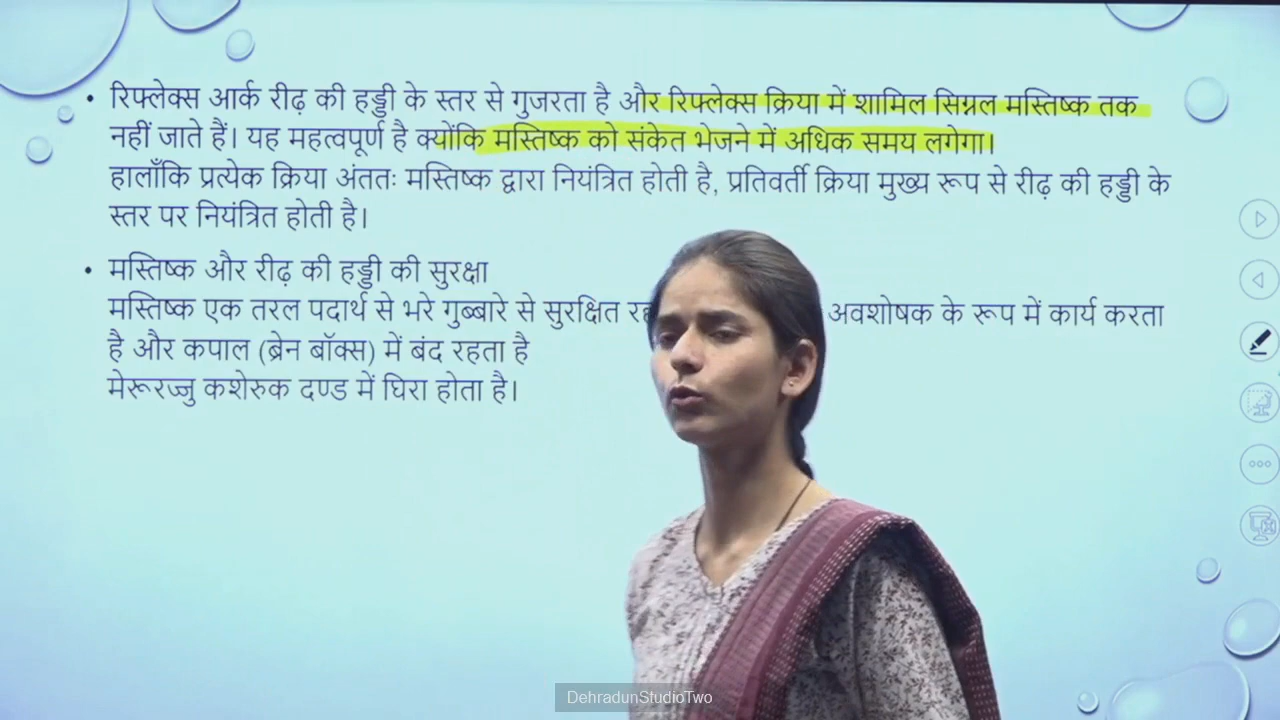 • रिफ्लेक्स आर्क रीढ़ की हड्डी के स्तर से गुजरता है और रिफ्लेक्स क्रिया में शामिल सिग्नल मस्तिष्क तक
नहीं जाते हैं। यह महत्वपूर्ण है क्योंकि मस्तिष्क को संकेत भेजने में अधिक समय लगेगा।
हालाँकि प्रत्येक क्रिया अंततः मस्तिष्क द्वारा नियंत्रित होती है, प्रतिवर्ती क्रिया मुख्य रूप से रीढ़ की हड्डी के
स्तर पर नियंत्रित होती है।
• मस्तिष्क और रीढ़ की हड्डी की सुरक्षा
मस्तिष्क एक तरल पदार्थ से भरे गुब्बारे से सुरक्षित अवशोषक के रूप में कार्य करता
है और कपाल (ब्रेन बॉक्स) में बंद रहता है
मेरूरज्जु कशेरुक दण्ड में घिरा होता है।
DehradunStudioTwo